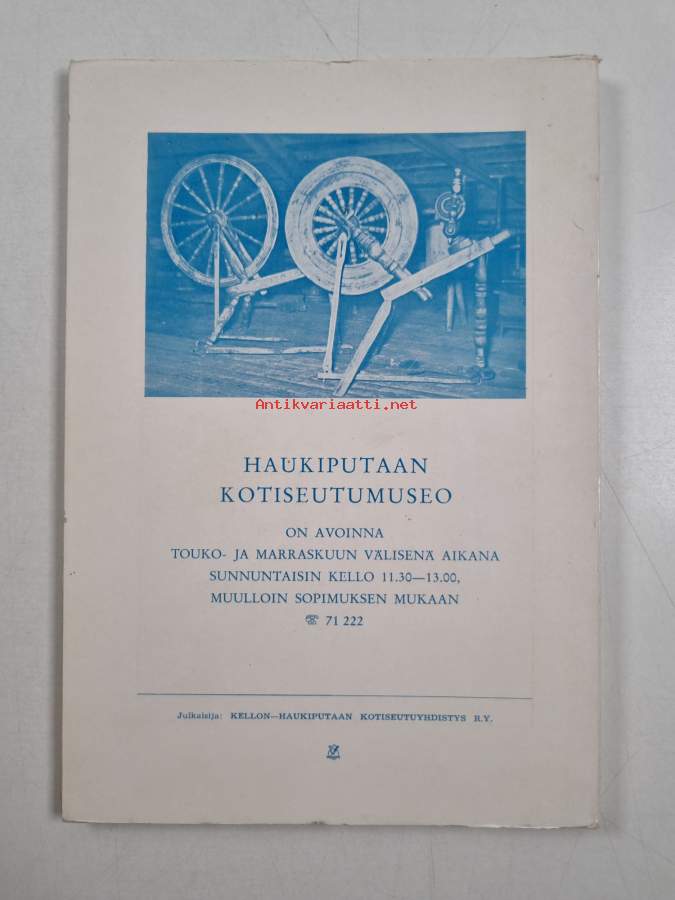 Antikvariaatti.net
HAUKIPUTAAN
KOTISEUTUMUSEO
ON AVOINNA
TOUKO- JA MARRASKUUN VÄLISENÄ AIKANA
SUNNUNTAISIN KELLO 11.30—13.00,
MUULLOIN SOPIMUKSEN MUKAAN
☎ 71 222
Julkaisija: KELLON—HAUKIPUTAAN KOTISEUTUYHDISTYS R.Y.